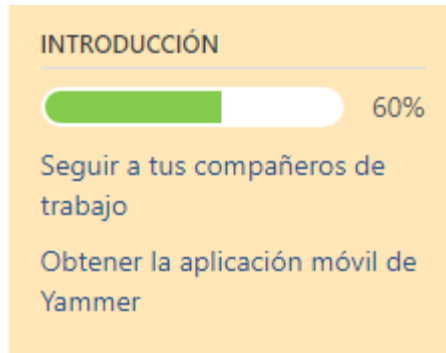 INTRODUCCIÓN
60%
Seguir a tus compañeros de
trabajo
Obtener la aplicación móvil de
Yammer